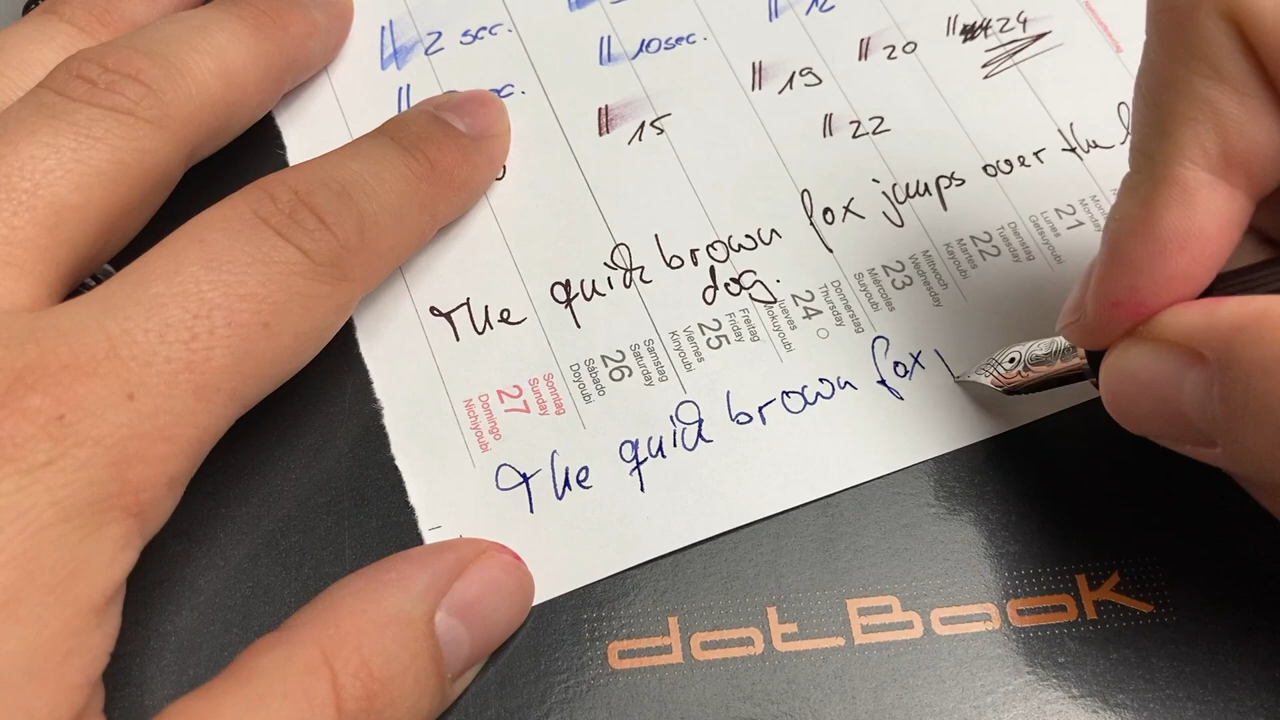 2 sec.
10sec.
12
19
20
24
15
22
The quick brown fox jumps over the
dog.
21
Montag
Monday
Lunes
Getsuyoubi
22
Dienstag
Tuesday
Martes
Kayoubi
23
Mittwoch
Wednesday
Miércoles
Suiyoubi
24
Donnerstag
Thursday
Jueves
Mokuyoubi
25
Freitag
Friday
Viernes
Kinyoubi
26
Samstag
Saturday
Sábado
Doyoubi
27
Sonntag
Sunday
Domingo
Nichiyoubi
The quick brown fox
dotBook